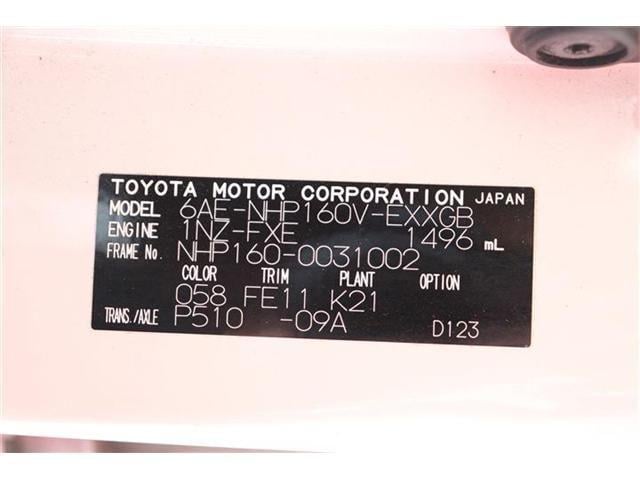 TOYOTA MOTOR CORPORATION JAPAN
MODEL 6AE-NHP160V-EXXGB
ENGINE 1NZ-FXE 1496 mL
FRAME No. NHP160-0031002
COLOR TRIM PLANT OPTION
058 FE11 K21
TRANS./AXLE P510 -09A D123